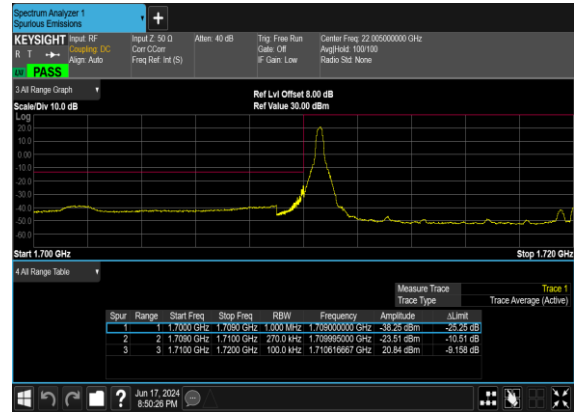 Spectrum Analyzer 1
Spurious Emissions
KEYSIGHT
R T
PASS
Input: RF
Coupling: DC
Align: Auto
Input Z: 50 Ω
Corr CCorr
Freq Ref: Int (S)
Atten: 40 dB
Trig: Free Run
Gate: Off
IF Gain: Low
Center Freq: 22.005000000 GHz
Avg|Hold: 100/100
Radio Std: None
3 All Range Graph
Scale/Div 10.0 dB
Ref Lvl Offset 8.00 dB
Ref Value 30.00 dBm
Log
20.0
10.0
0.00
-10.0
-20.0
-30.0
-40.0
-50.0
-60.0
Start 1.700 GHz
Stop 1.720 GHz
4 All Range Table
Measure Trace Trace 1
Trace Type Trace Average (Active)
Spur Range Start Freq Stop Freq RBW Frequency Amplitude ΔLimit
1 1 1.7000 GHz 1.7090 GHz 1.000 MHz 1.709000000 GHz -38.25 dBm -25.25 dB
2 2 1.7090 GHz 1.7100 GHz 270.0 kHz 1.709995000 GHz -23.51 dBm -10.51 dB
3 3 1.7100 GHz 1.7200 GHz 100.0 kHz 1.710616667 GHz 20.84 dBm -9.158 dB
?
Jun 17, 2024
8:50:26 PM